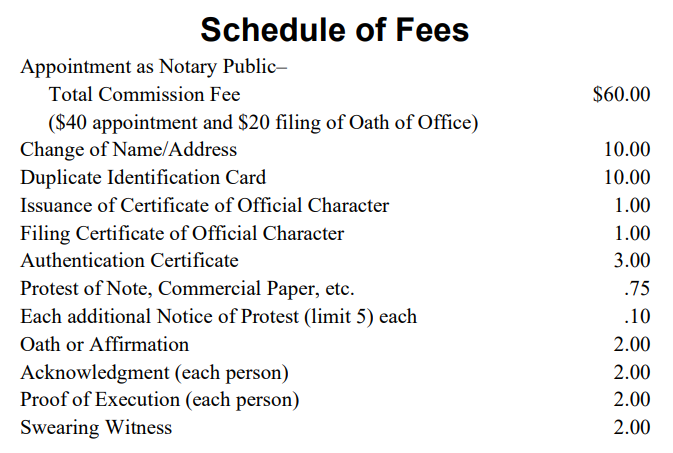 Schedule of Fees
Appointment as Notary Public–
Total Commission Fee $60.00
($40 appointment and $20 filing of Oath of Office)
Change of Name/Address 10.00
Duplicate Identification Card 10.00
Issuance of Certificate of Official Character 1.00
Filing Certificate of Official Character 1.00
Authentication Certificate 3.00
Protest of Note, Commercial Paper, etc. .75
Each additional Notice of Protest (limit 5) each .10
Oath or Affirmation 2.00
Acknowledgment (each person) 2.00
Proof of Execution (each person) 2.00
Swearing Witness 2.00